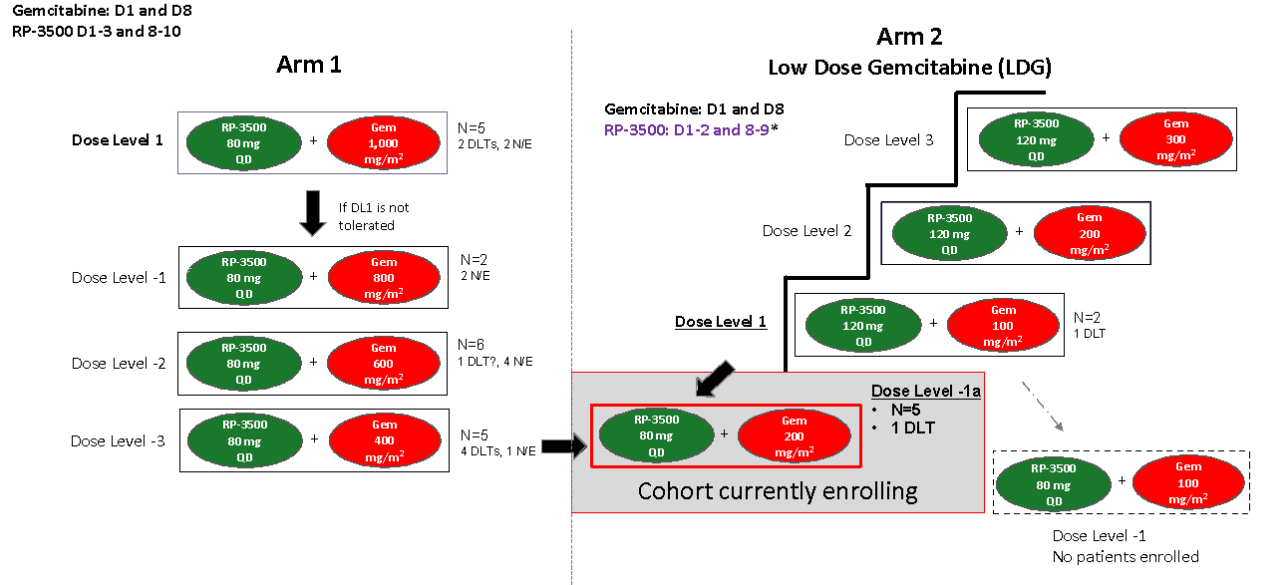 Gemcitabine: D1 and D8
RP-3500 D1-3 and 8-10
Arm 1
Dose Level 1
RP-3500
80 mg
QD
+
Gem
1,000
mg/m²
N=5
2 DLTs, 2 N/E
If DL1 is not
tolerated
Dose Level -1
RP-3500
80 mg
QD
+
Gem
800
mg/m²
N=2
2 N/E
Dose Level -2
RP-3500
80 mg
QD
+
Gem
600
mg/m²
N=6
1 DLT?, 4 N/E
Dose Level -3
RP-3500
80 mg
QD
+
Gem
400
mg/m²
N=5
4 DLTs, 1 N/E
Arm 2
Low Dose Gemcitabine (LDG)
Gemcitabine: D1 and D8
RP-3500: D1-2 and 8-9*
Dose Level 3
RP-3500
120 mg
QD
+
Gem
300
mg/m²
Dose Level 2
RP-3500
120 mg
QD
+
Gem
200
mg/m²
Dose Level 1
RP-3500
120 mg
QD
+
Gem
100
mg/m²
N=2
1 DLT
RP-3500
80 mg
QD
+
Gem
200
mg/m²
Dose Level -1a
• N=5
• 1 DLT
Cohort currently enrolling
RP-3500
80 mg
QD
+
Gem
100
mg/m²
Dose Level -1
No patients enrolled